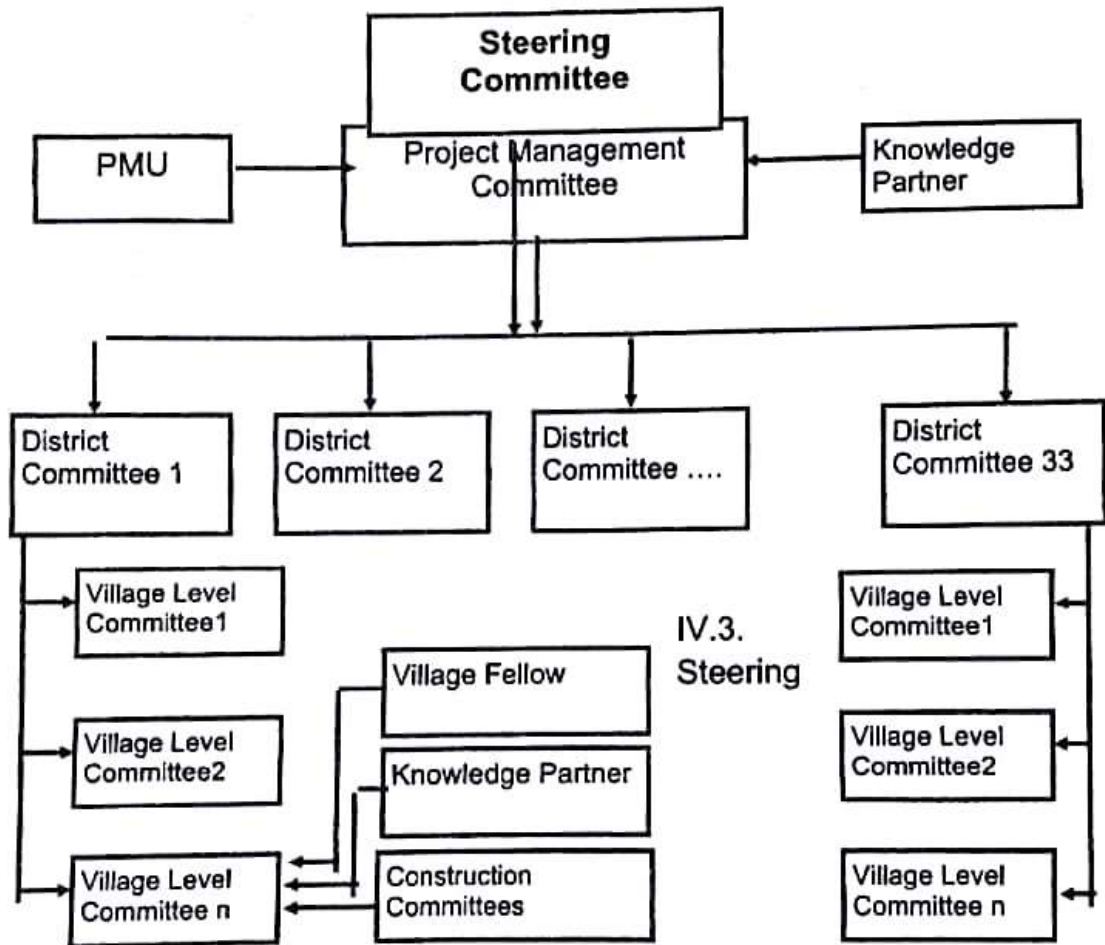 Steering
Committee
PMU
Project Management
Committee
Knowledge
Partner
District
Committee 1
District
Committee 2
District
Committee ....
District
Committee 33
Village Level
Committee1
Village Level
Committee2
Village Level
Committee n
Village Fellow
Knowledge Partner
Construction
Committees
IV.3.
Steering
Village Level
Committee1
Village Level
Committee2
Village Level
Committee n